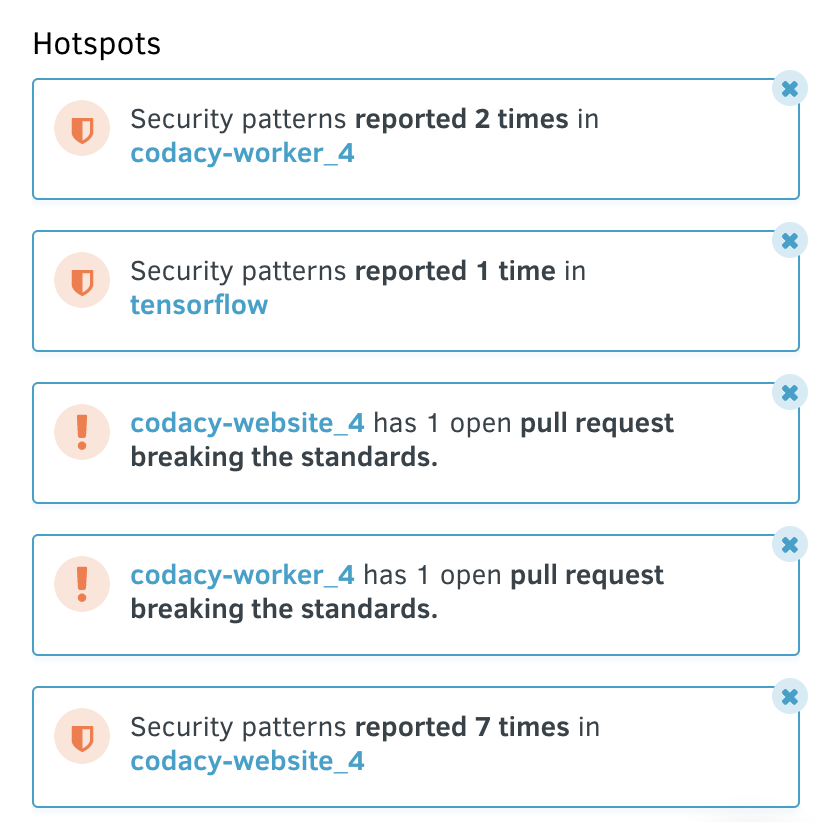 Hotspots
Security patterns reported 2 times in
codacy-worker_4
Security patterns reported 1 time in
tensorflow
codacy-website_4 has 1 open pull request
breaking the standards.
codacy-worker_4 has 1 open pull request
breaking the standards.
Security patterns reported 7 times in
codacy-website_4